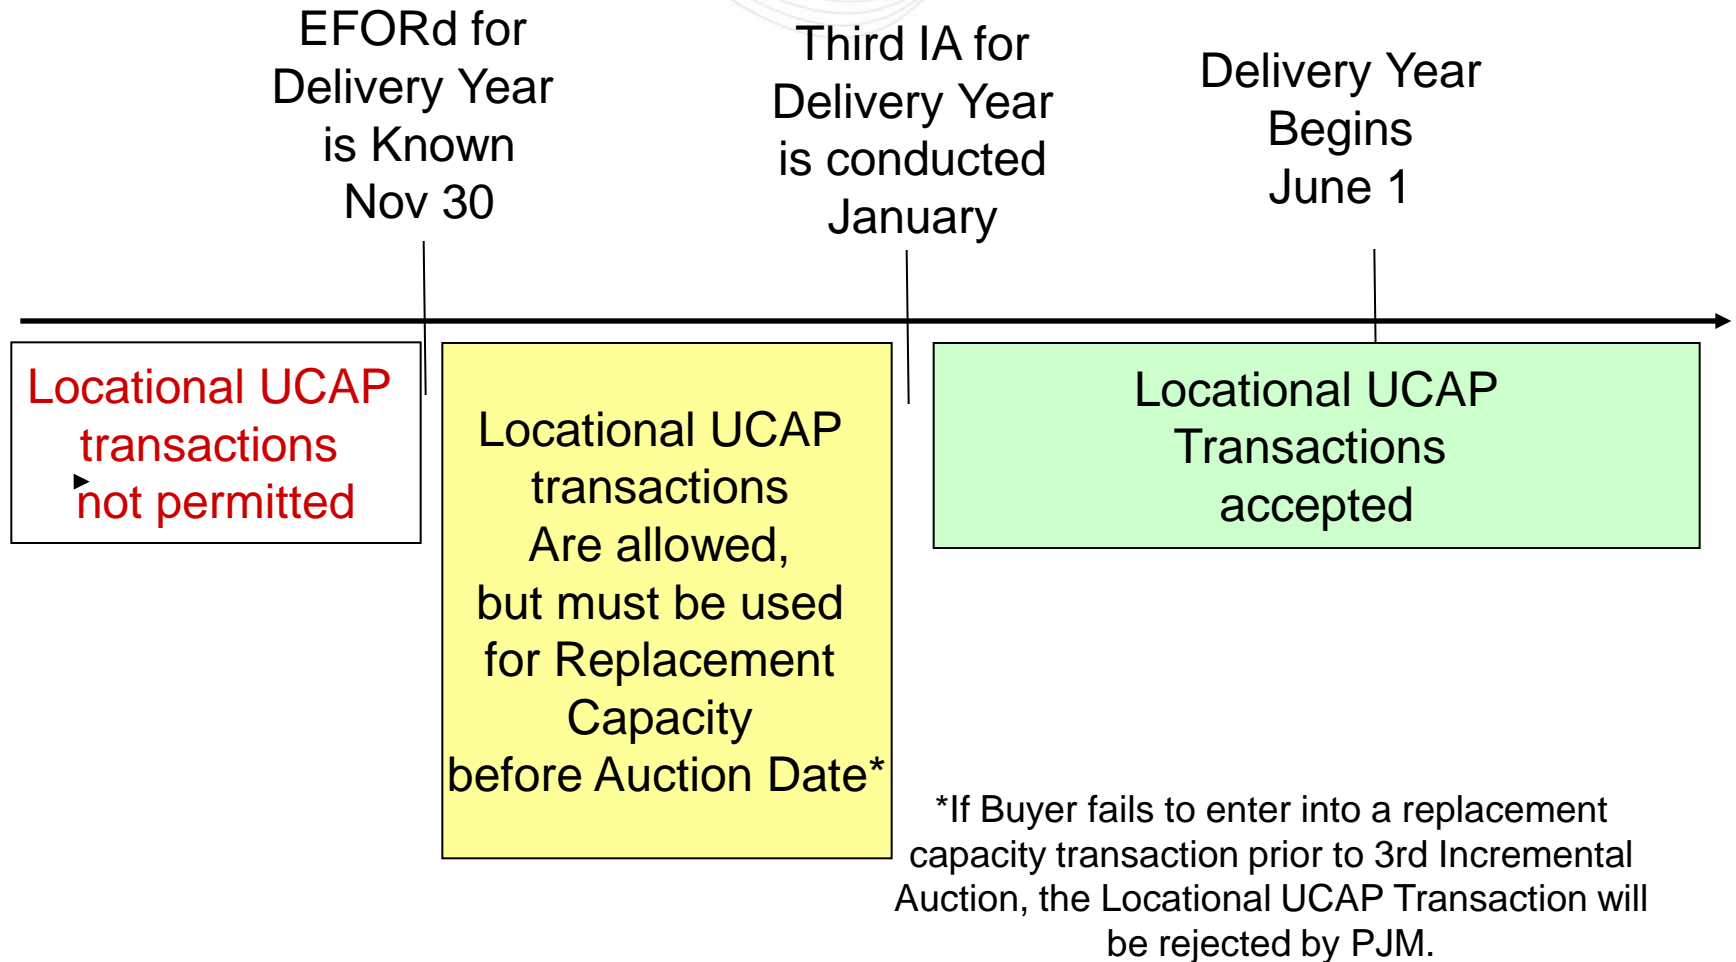 EFORd for
Delivery Year
is Known
Nov 30
Third IA for
Delivery Year
is conducted
January
Delivery Year
Begins
June 1
Locational UCAP
transactions
not permitted
Locational UCAP
transactions
Are allowed,
but must be used
for Replacement
Capacity
before Auction Date*
Locational UCAP
Transactions
accepted
*If Buyer fails to enter into a replacement
capacity transaction prior to 3rd Incremental
Auction, the Locational UCAP Transaction will
be rejected by PJM.